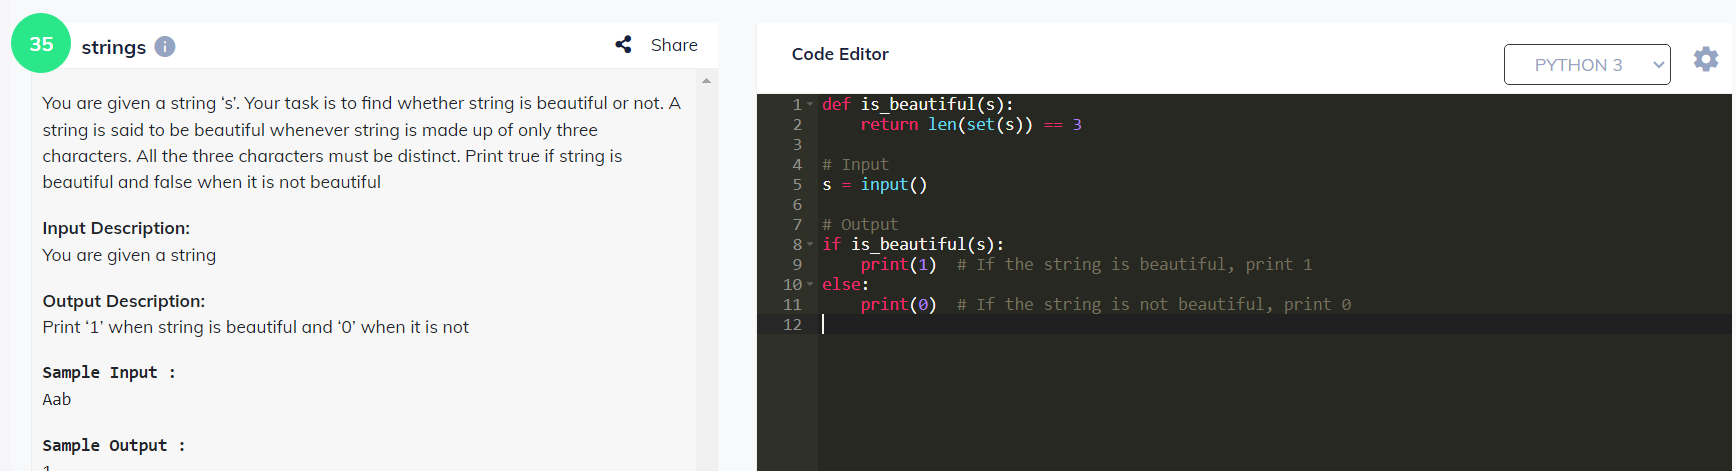 35
strings
Share
You are given a string ‘s’. Your task is to find whether string is beautiful or not. A
string is said to be beautiful whenever string is made up of only three
characters. All the three characters must be distinct. Print true if string is
beautiful and false when it is not beautiful
Input Description:
You are given a string
Output Description:
Print ‘1’ when string is beautiful and ‘0’ when it is not
Sample Input :
Aab
Sample Output :
Code Editor
PYTHON 3
1 def is_beautiful(s):
2     return len(set(s)) == 3
3
4 # Input
5 s = input()
6
7 # Output
8 if is_beautiful(s):
9     print(1)  # If the string is beautiful, print 1
10 else:
11     print(0)  # If the string is not beautiful, print 0
12